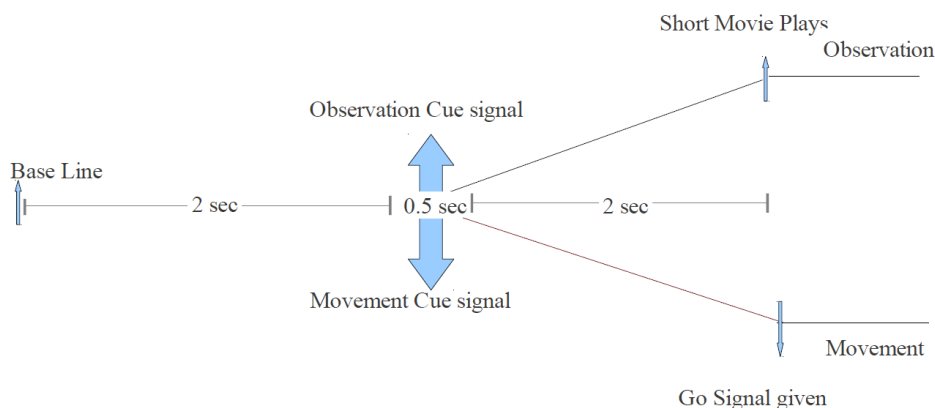 Short Movie Plays
Observation
Observation Cue signal
Base Line
2 sec
0.5 sec
2 sec
Movement Cue signal
Movement
Go Signal given